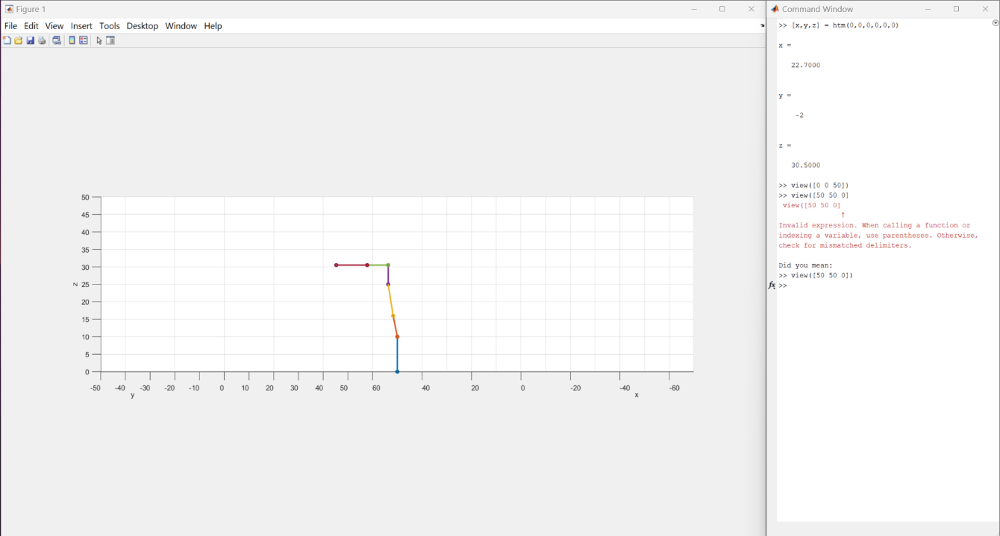 Figure 1
File Edit View Insert Tools Desktop Window Help
50
45
40
35
30
z 25
20
15
10
5
0
-50 -40 -30 -20 -10 0 10 20 30 40 50 60 40 20 0 -20 -40 -60
y x
Command Window
>> [x,y,z] = htm(0,0,0,0,0,0)
x =
22.7000
y =
-2
z =
30.5000
>> view([0 0 50])
>> view([50 50 0]
view([50 50 0]
↑
Invalid expression. When calling a function or
indexing a variable, use parentheses. Otherwise,
check for mismatched delimiters.
Did you mean:
>> view([50 50 0])
fx >>